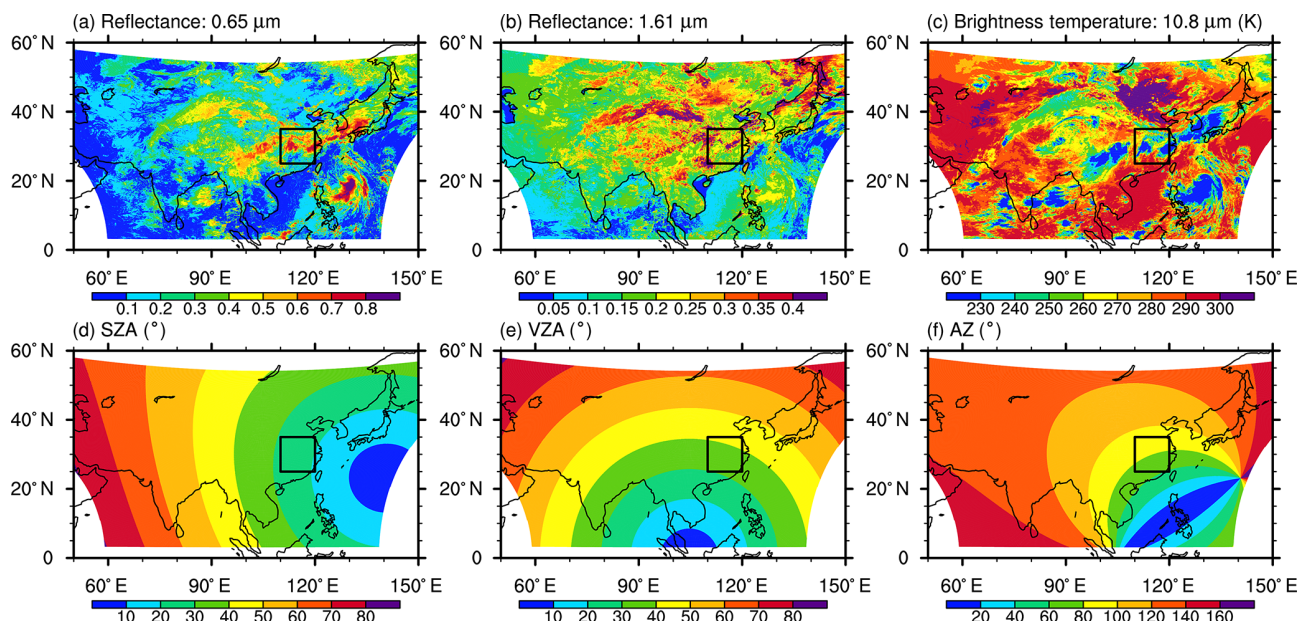 (a) Reflectance: 0.65 μm
(b) Reflectance: 1.61 μm
(c) Brightness temperature: 10.8 μm (K)
60° N
40° N
20° N
0
60° N
40° N
20° N
0
60° N
40° N
20° N
0
60° E 90° E 120° E 150° E
60° E 90° E 120° E 150° E
60° E 90° E 120° E 150° E
0.1 0.2 0.3 0.4 0.5 0.6 0.7 0.8
0.05 0.1 0.15 0.2 0.25 0.3 0.35 0.4
230 240 250 260 270 280 290 300
(d) SZA (°)
(e) VZA (°)
(f) AZ (°)
60° N
40° N
20° N
0
60° N
40° N
20° N
0
60° N
40° N
20° N
0
60° E 90° E 120° E 150° E
60° E 90° E 120° E 150° E
60° E 90° E 120° E 150° E
10 20 30 40 50 60 70 80
10 20 30 40 50 60 70 80
20 40 60 80 100 120 140 160